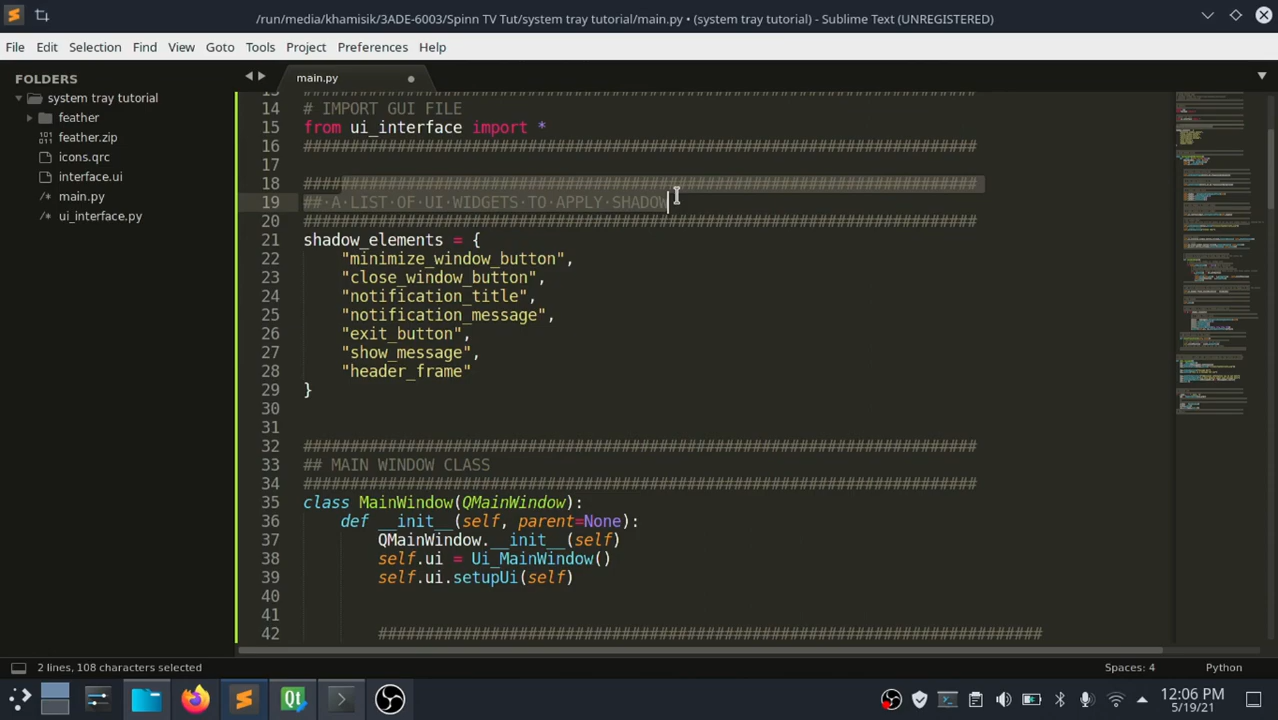 /run/media/khamisik/3ADE-6003/Spinn TV Tut/system tray tutorial/main.py • (system tray tutorial) - Sublime Text (UNREGISTERED)
File Edit Selection Find View Goto Tools Project Preferences Help
FOLDERS
system tray tutorial
feather
feather.zip
icons.qrc
interface.ui
main.py
ui_interface.py
main.py
13 ########################################################################
14 # IMPORT GUI FILE
15 from ui_interface import *
16 ########################################################################
17
18 ########################################################################
19 ## A LIST OF UI WIDGETS TO APPLY SHADOW
20 ########################################################################
21 shadow_elements = {
22     "minimize_window_button",
23     "close_window_button",
24     "notification_title",
25     "notification_message",
26     "exit_button",
27     "show_message",
28     "header_frame"
29 }
30
31
32 ########################################################################
33 ## MAIN WINDOW CLASS
34 ########################################################################
35 class MainWindow(QMainWindow):
36     def __init__(self, parent=None):
37         QMainWindow.__init__(self)
38         self.ui = Ui_MainWindow()
39         self.ui.setupUi(self)
40
41
42         #######################################################################
2 lines, 108 characters selected
Spaces: 4
Python
Qt
12:06 PM
5/19/21